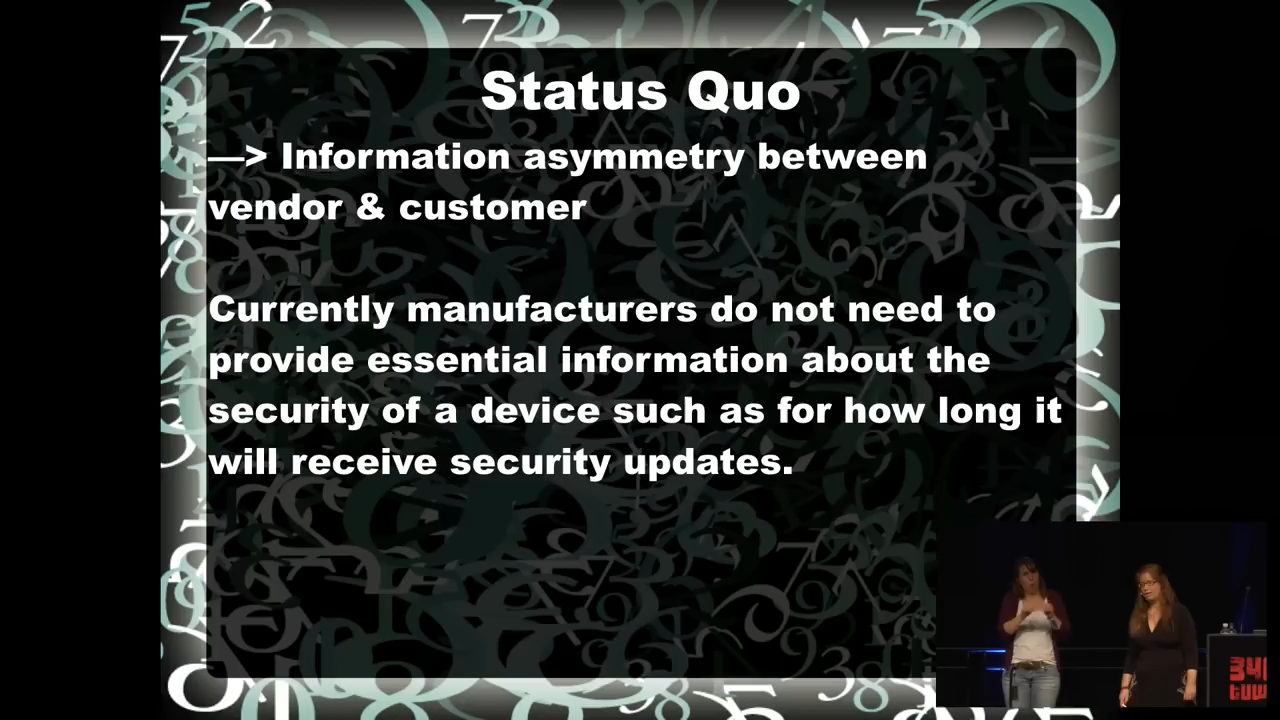 Status Quo
—> Information asymmetry between
vendor & customer
Currently manufacturers do not need to
provide essential information about the
security of a device such as for how long it
will receive security updates.